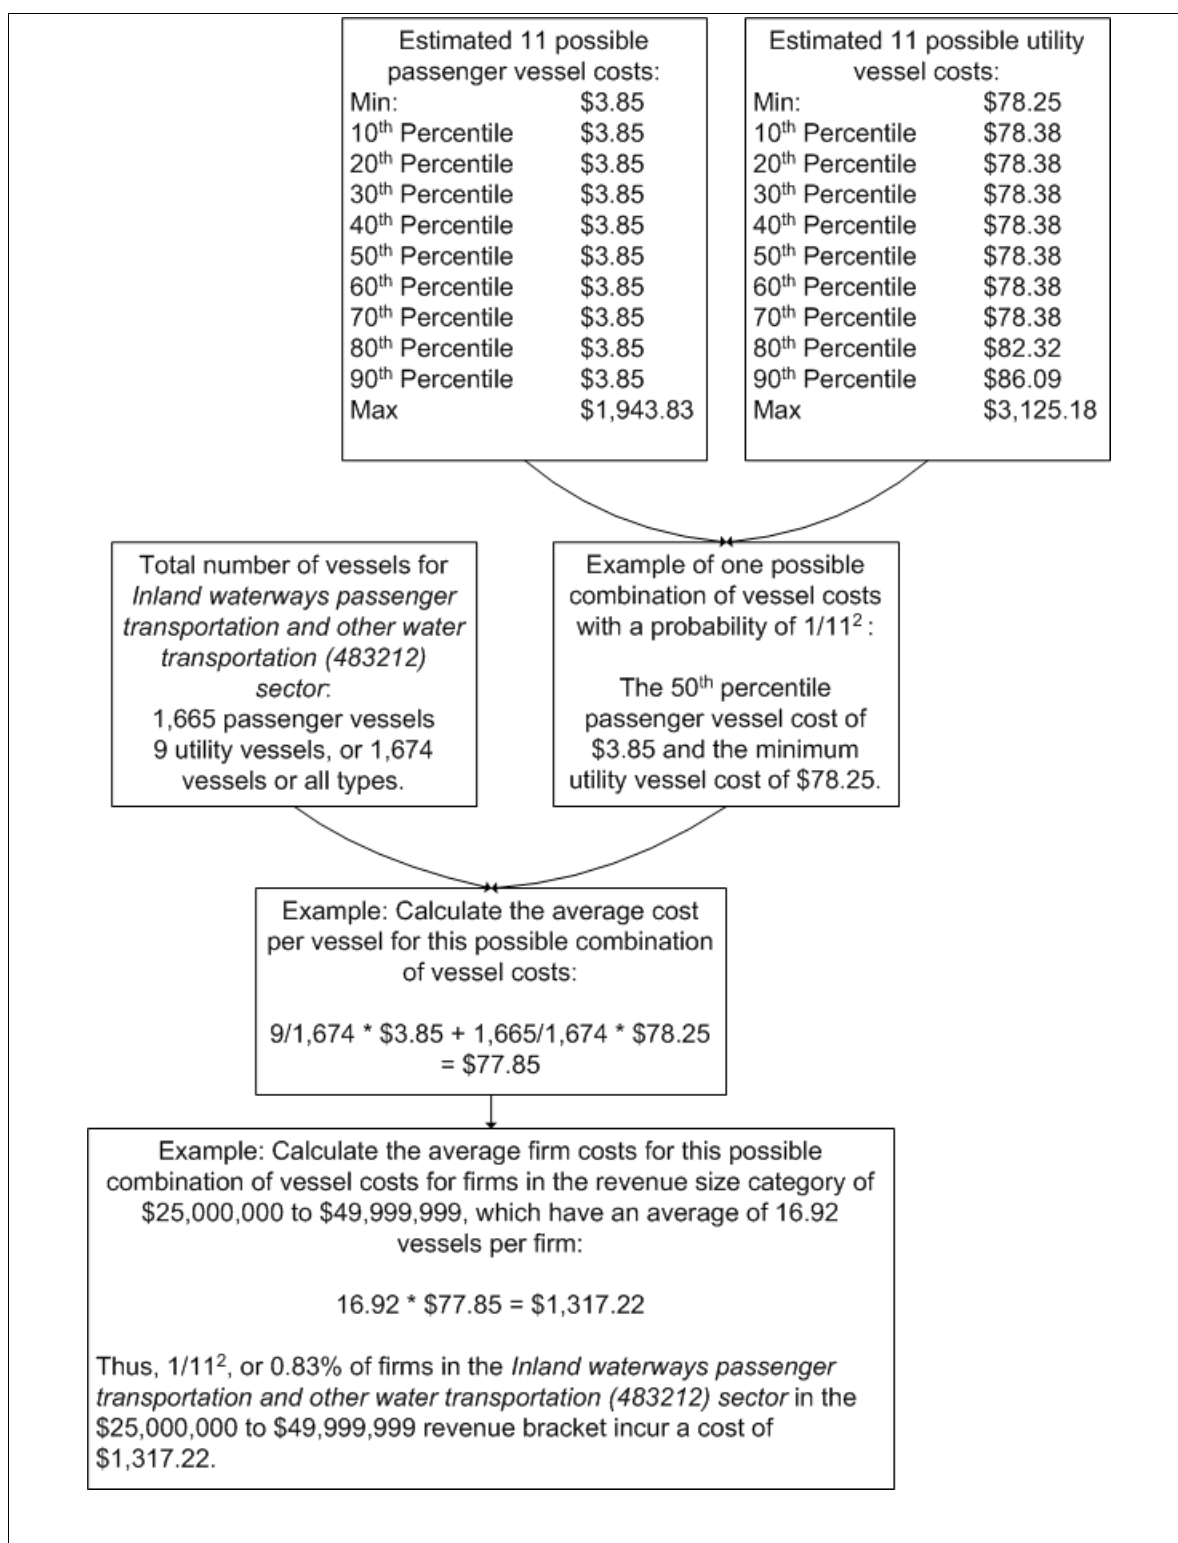 Estimated 11 possible
passenger vessel costs:
Min: $3.85
10th Percentile $3.85
20th Percentile $3.85
30th Percentile $3.85
40th Percentile $3.85
50th Percentile $3.85
60th Percentile $3.85
70th Percentile $3.85
80th Percentile $3.85
90th Percentile $3.85
Max $1,943.83
Estimated 11 possible utility
vessel costs:
Min: $78.25
10th Percentile $78.38
20th Percentile $78.38
30th Percentile $78.38
40th Percentile $78.38
50th Percentile $78.38
60th Percentile $78.38
70th Percentile $78.38
80th Percentile $82.32
90th Percentile $86.09
Max $3,125.18
Total number of vessels for
Inland waterways passenger
transportation and other water
transportation (483212)
sector:
1,665 passenger vessels
9 utility vessels, or 1,674
vessels or all types.
Example of one possible
combination of vessel costs
with a probability of 1/11² :
The 50th percentile
passenger vessel cost of
$3.85 and the minimum
utility vessel cost of $78.25.
Example: Calculate the average cost
per vessel for this possible combination
of vessel costs:
9/1,674 * $3.85 + 1,665/1,674 * $78.25
= $77.85
Example: Calculate the average firm costs for this possible
combination of vessel costs for firms in the revenue size category of
$25,000,000 to $49,999,999, which have an average of 16.92
vessels per firm:
16.92 * $77.85 = $1,317.22
Thus, 1/11², or 0.83% of firms in the Inland waterways passenger
transportation and other water transportation (483212) sector in the
$25,000,000 to $49,999,999 revenue bracket incur a cost of
$1,317.22.